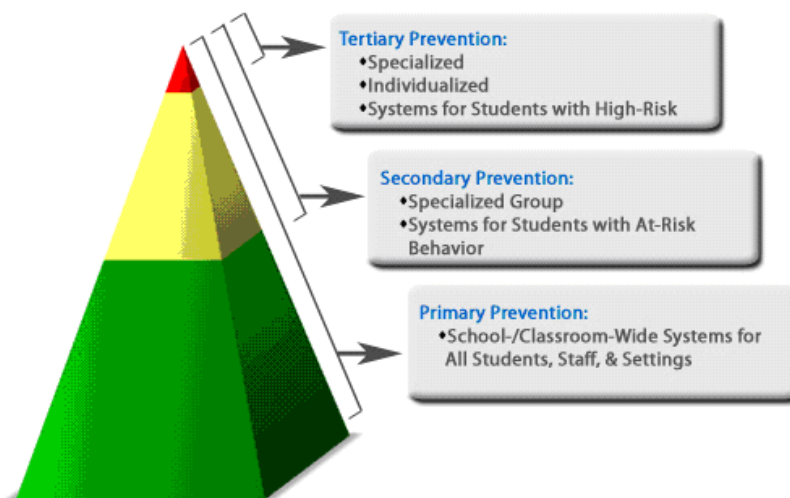 Tertiary Prevention:
♦Specialized
♦Individualized
♦Systems for Students with High-Risk
Secondary Prevention:
♦Specialized Group
♦Systems for Students with At-Risk
Behavior
Primary Prevention:
♦School-/Classroom-Wide Systems for
All Students, Staff, & Settings